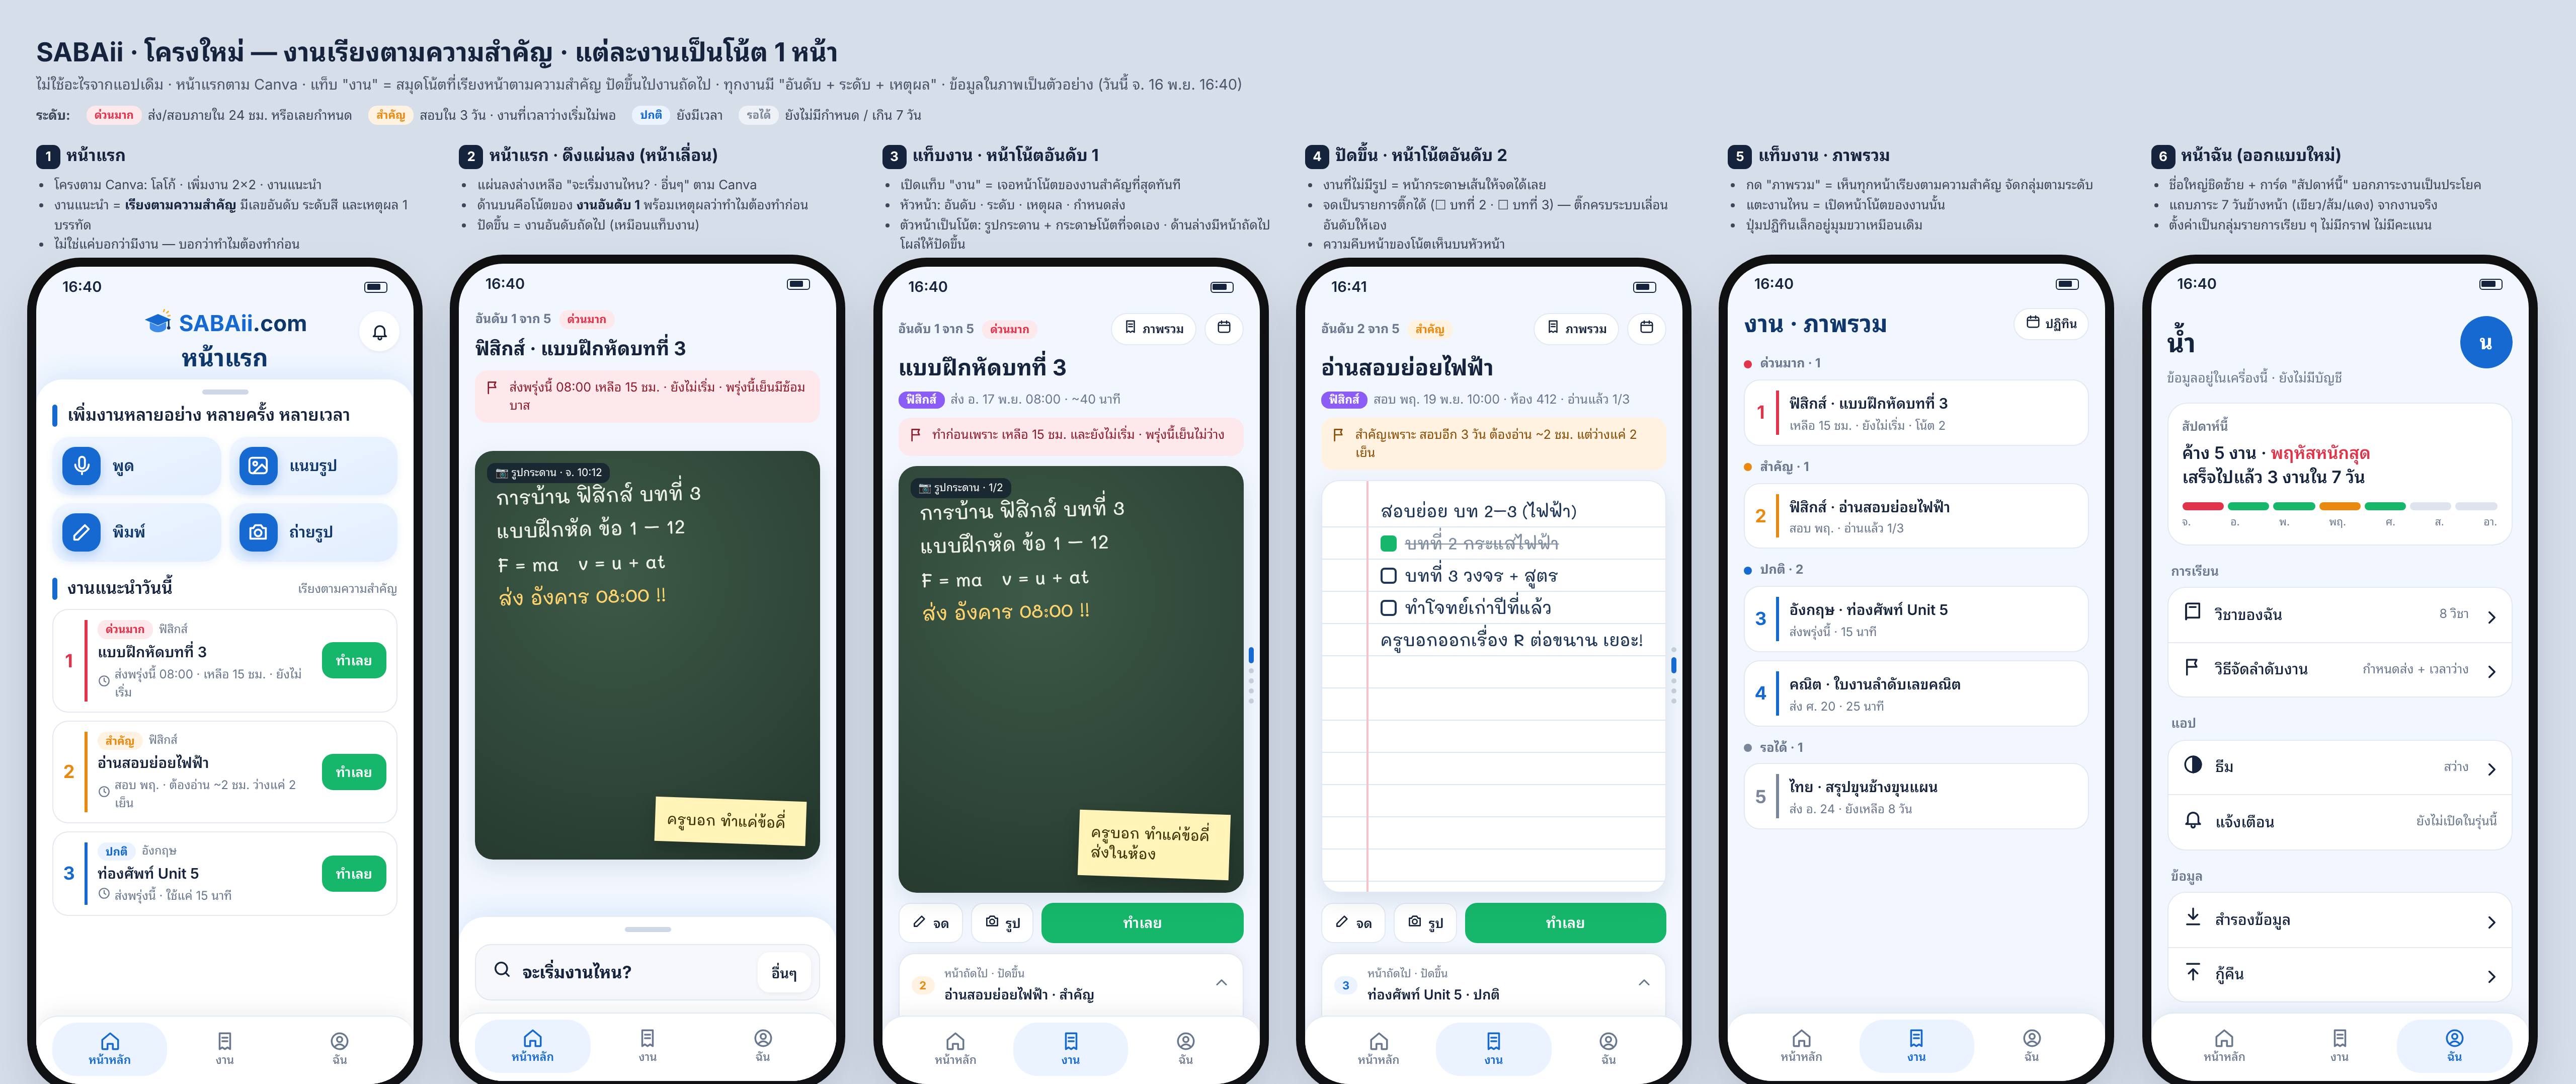 SABAii · โครงใหม่ — งานเรียงตามความสำคัญ · แต่ละงานเป็นโน้ต 1 หน้า
ไม่ใช้อะไรจากแอปเดิม · หน้าแรกตาม Canva · แท็บ "งาน" = สมุดโน้ตที่เรียงหน้าตามความสำคัญ ปัดขึ้นไปงานถัดไป · ทุกงานมี "อันดับ + ระดับ + เหตุผล" · ข้อมูลในภาพเป็นตัวอย่าง (วันนี้ จ. 16 พ.ย. 16:40)
ระดับ: ด่วนมาก ส่ง/สอบภายใน 24 ชม. หรือเลยกำหนด สำคัญ สอบใน 3 วัน · งานที่เวลาว่างเริ่มไม่พอ ปกติ ยังมีเวลา รอได้ ยังไม่มีกำหนด / เกิน 7 วัน
1 หน้าแรก
• โครงตาม Canva: โลโก้ · เพิ่มงาน 2×2 · งานแนะนำ
• งานแนะนำ = เรียงตามความสำคัญ มีเลขอันดับ ระดับสี และเหตุผล 1
บรรทัด
• ไม่ใช่แค่บอกว่ามีงาน — บอกว่าทำไมต้องทำก่อน
16:40
SABAii.com
หน้าแรก
เพิ่มงานหลายอย่าง หลายครั้ง หลายเวลา
พูด
แนบรูป
พิมพ์
ถ่ายรูป
งานแนะนำวันนี้
เรียงตามความสำคัญ
1
ด่วนมาก ฟิสิกส์
แบบฝึกหัดบทที่ 3
ส่งพรุ่งนี้ 08:00 · เหลือ 15 ชม. · ยังไม่
เริ่ม
ทำเลย
2
สำคัญ ฟิสิกส์
อ่านสอบย่อยไฟฟ้า
สอบ พฤ. · ต้องอ่าน ~2 ชม. ว่างแค่ 2
เย็น
ทำเลย
3
ปกติ อังกฤษ
ท่องศัพท์ Unit 5
ส่งพรุ่งนี้ · ใช้แค่ 15 นาที
ทำเลย
หน้าหลัก
งาน
ฉัน
2 หน้าแรก · ดึงแผ่นลง (หน้าเลื่อน)
• แผ่นลงล่างเหลือ "จะเริ่มงานไหน? · อื่นๆ" ตาม Canva
• ด้านบนคือโน้ตของ งานอันดับ 1 พร้อมเหตุผลว่าทำไมต้องทำก่อน
• ปัดขึ้น = งานอันดับถัดไป (เหมือนแท็บงาน)
16:40
อันดับ 1 จาก 5 ด่วนมาก
ฟิสิกส์ · แบบฝึกหัดบทที่ 3
ส่งพรุ่งนี้ 08:00 เหลือ 15 ชม. · ยังไม่เริ่ม · พรุ่งนี้เย็นมีซ้อม
บาส
📷 รูปกระดาน · จ. 10:12
การบ้าน ฟิสิกส์ บทที่ 3
แบบฝึกหัด ข้อ 1 – 12
F = ma v = u + at
ส่ง อังคาร 08:00 !!
ครูบอก ทำแค่ข้อคี่
จะเริ่มงานไหน?
อื่นๆ
หน้าหลัก
งาน
ฉัน
3 แท็บงาน · หน้าโน้ตอันดับ 1
• เปิดแท็บ "งาน" = เจอหน้าโน้ตของงานสำคัญที่สุดทันที
• หัวหน้า: อันดับ · ระดับ · เหตุผล · กำหนดส่ง
• ตัวหน้าเป็นโน้ต: รูปกระดาน + กระดาษโน้ตที่จดเอง · ด้านล่างมีหน้าถัดไป
โผล่ให้ปัดขึ้น
16:40
อันดับ 1 จาก 5 ด่วนมาก
ภาพรวม
แบบฝึกหัดบทที่ 3
ฟิสิกส์ ส่ง อ. 17 พ.ย. 08:00 · ~40 นาที
ทำก่อนเพราะ เหลือ 15 ชม. และยังไม่เริ่ม · พรุ่งนี้เย็นไม่ว่าง
📷 รูปกระดาน · 1/2
การบ้าน ฟิสิกส์ บทที่ 3
แบบฝึกหัด ข้อ 1 – 12
F = ma v = u + at
ส่ง อังคาร 08:00 !!
ครูบอก ทำแค่ข้อคี่
ส่งในห้อง
จด
รูป
ทำเลย
2
หน้าถัดไป · ปัดขึ้น
อ่านสอบย่อยไฟฟ้า · สำคัญ
หน้าหลัก
งาน
ฉัน
4 ปัดขึ้น · หน้าโน้ตอันดับ 2
• งานที่ไม่มีรูป = หน้ากระดาษเส้นให้จดได้เลย
• จดเป็นรายการติ๊กได้ (☐ บทที่ 2 · ☐ บทที่ 3) — ติ๊กครบระบบเลื่อน
อันดับให้เอง
• ความคืบหน้าของโน้ตเห็นบนหัวหน้า
16:41
อันดับ 2 จาก 5 สำคัญ
ภาพรวม
อ่านสอบย่อยไฟฟ้า
ฟิสิกส์ สอบ พฤ. 19 พ.ย. 10:00 · ห้อง 412 · อ่านแล้ว 1/3
สำคัญเพราะ สอบอีก 3 วัน ต้องอ่าน ~2 ชม. แต่ว่างแค่ 2
เย็น
สอบย่อย บท 2–3 (ไฟฟ้า)
บทที่ 2 กระแสไฟฟ้า
บทที่ 3 วงจร + สูตร
ทำโจทย์เก่าปีที่แล้ว
ครูบอกออกเรื่อง R ต่อขนาน เยอะ!
จด
รูป
ทำเลย
3
หน้าถัดไป · ปัดขึ้น
ท่องศัพท์ Unit 5 · ปกติ
หน้าหลัก
งาน
ฉัน
5 แท็บงาน · ภาพรวม
• กด "ภาพรวม" = เห็นทุกหน้าเรียงตามความสำคัญ จัดกลุ่มตามระดับ
• แตะงานไหน = เปิดหน้าโน้ตของงานนั้น
• ปุ่มปฏิทินเล็กอยู่มุมขวาเหมือนเดิม
16:40
งาน · ภาพรวม
ปฏิทิน
ด่วนมาก · 1
1
ฟิสิกส์ · แบบฝึกหัดบทที่ 3
เหลือ 15 ชม. · ยังไม่เริ่ม · โน้ต 2
สำคัญ · 1
2
ฟิสิกส์ · อ่านสอบย่อยไฟฟ้า
สอบ พฤ. · อ่านแล้ว 1/3
ปกติ · 2
3
อังกฤษ · ท่องศัพท์ Unit 5
ส่งพรุ่งนี้ · 15 นาที
4
คณิต · ใบงานลำดับเลขคณิต
ส่ง ศ. 20 · 25 นาที
รอได้ · 1
5
ไทย · สรุปขุนช้างขุนแผน
ส่ง อ. 24 · ยังเหลือ 8 วัน
หน้าหลัก
งาน
ฉัน
6 หน้าฉัน (ออกแบบใหม่)
• ชื่อใหญ่ชิดซ้าย + การ์ด "สัปดาห์นี้" บอกภาระงานเป็นประโยค
• แถบภาระ 7 วันข้างหน้า (เขียว/ส้ม/แดง) จากงานจริง
• ตั้งค่าเป็นกลุ่มรายการเรียบ ๆ ไม่มีกราฟ ไม่มีคะแนน
16:40
น้ำ
น
ข้อมูลอยู่ในเครื่องนี้ · ยังไม่มีบัญชี
สัปดาห์นี้
ค้าง 5 งาน · พฤหัสหนักสุด
เสร็จไปแล้ว 3 งานใน 7 วัน
จ. อ. พ. พฤ. ศ. ส. อา.
การเรียน
วิชาของฉัน 8 วิชา
วิธีจัดลำดับงาน กำหนดส่ง + เวลาว่าง
แอป
ธีม สว่าง
แจ้งเตือน ยังไม่เปิดในรุ่นนี้
ข้อมูล
สำรองข้อมูล
กู้คืน
หน้าหลัก
งาน
ฉัน